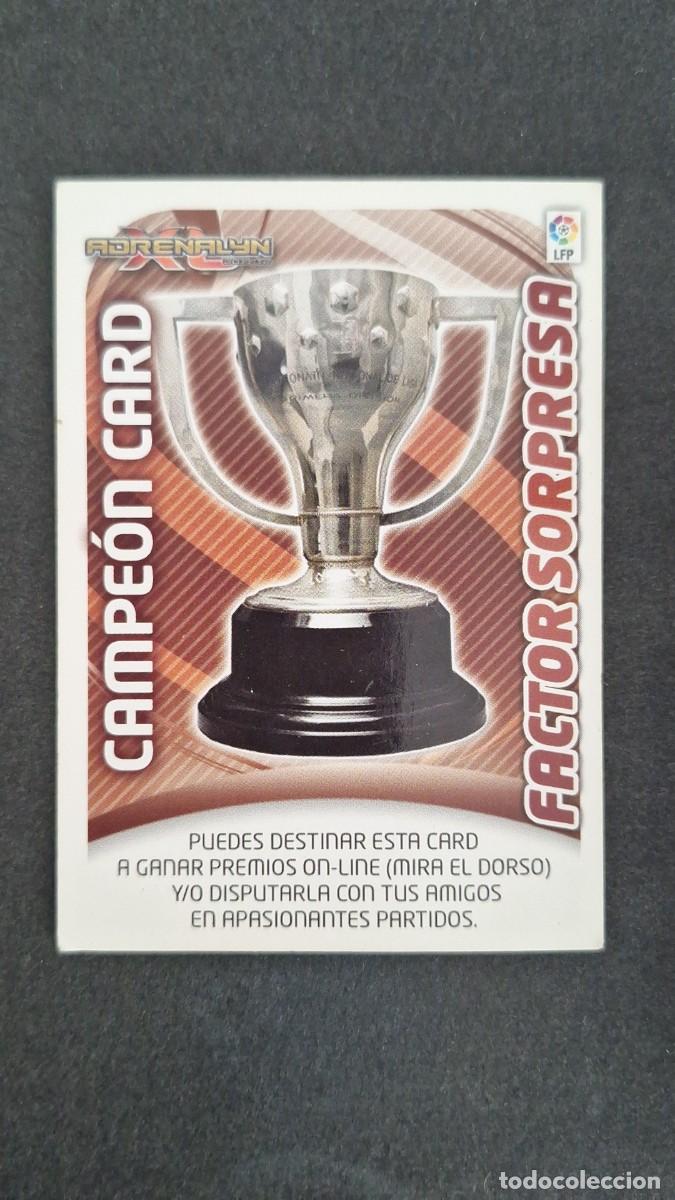 ADRENALYN
XL
LFP
CAMPEÓN CARD
FACTOR SORPRESA
PUEDES DESTINAR ESTA CARD
A GANAR PREMIOS ON-LINE (MIRA EL DORSO)
Y/O DISPUTARLA CON TUS AMIGOS
EN APASIONANTES PARTIDOS.
todocoleccion